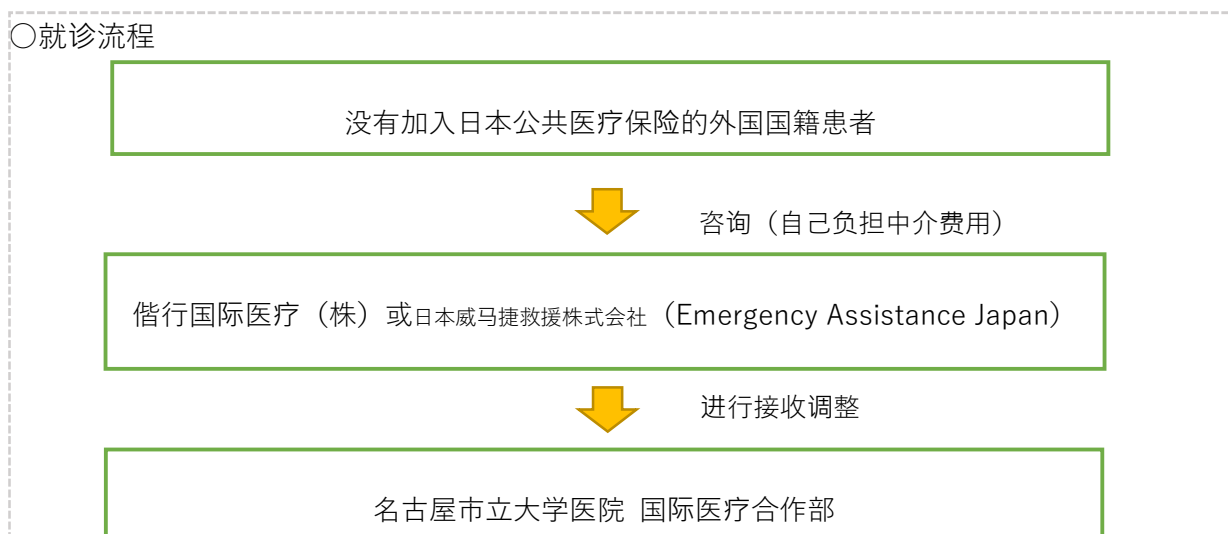 ○就诊流程
没有加入日本公共医疗保险的外国国籍患者
咨询（自己负担中介费用）
偕行国际医疗（株）或日本威马捷救援株式会社（Emergency Assistance Japan）
进行接收调整
名古屋市立大学医院 国际医疗合作部